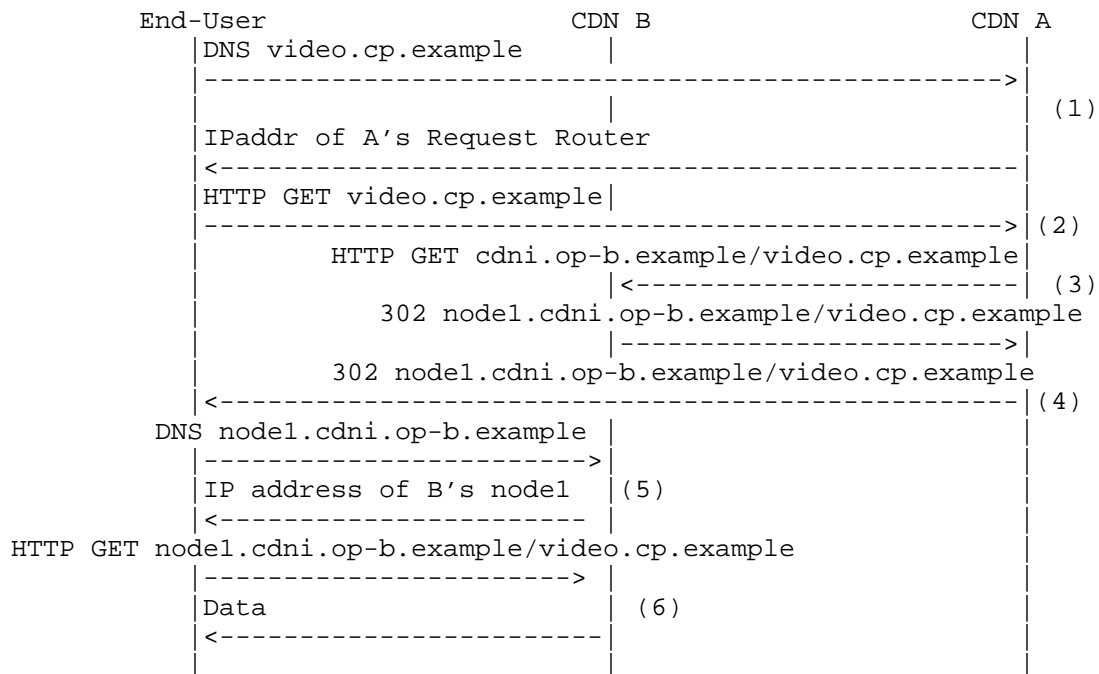 End-User CDN B CDN A
DNS video.cp.example
(1)
IPaddr of A's Request Router
HTTP GET video.cp.example
(2)
HTTP GET cdni.op-b.example/video.cp.example
(3)
302 node1.cdni.op-b.example/video.cp.example
302 node1.cdni.op-b.example/video.cp.example
(4)
DNS node1.cdni.op-b.example
IP address of B's node1 (5)
HTTP GET node1.cdni.op-b.example/video.cp.example
Data (6)